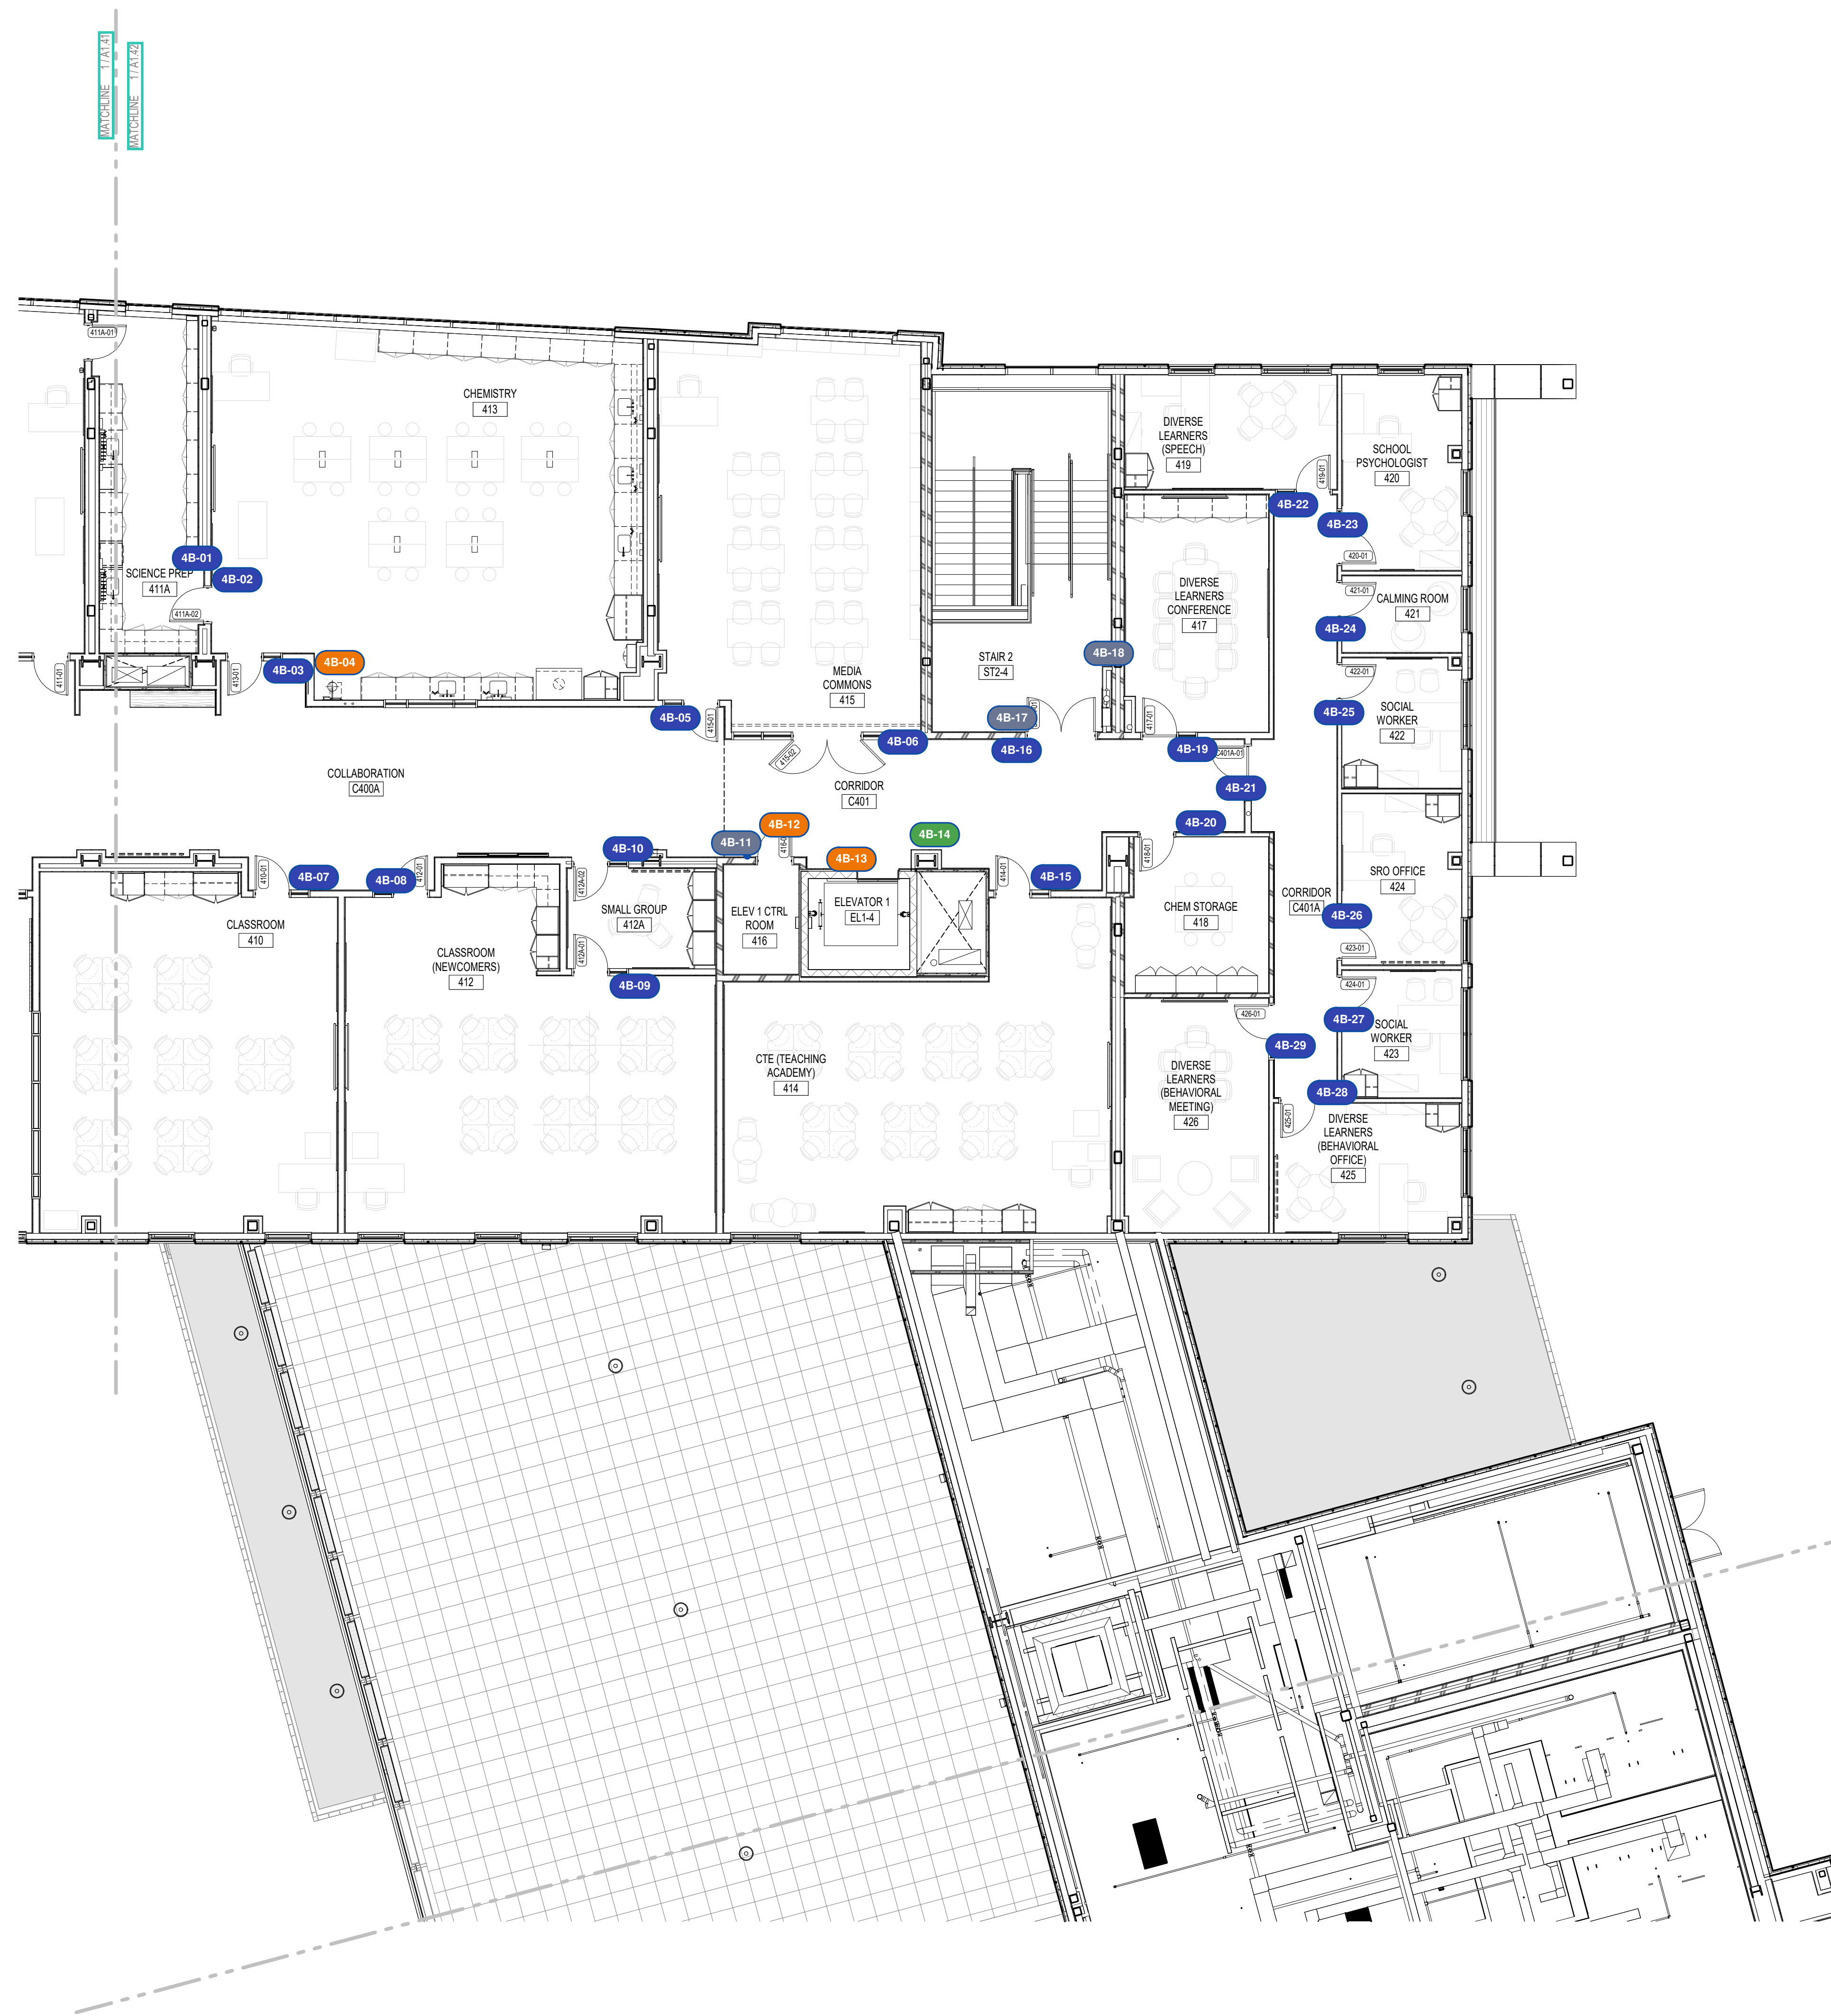 MATCHLINE 1 / A1.41
MATCHLINE 1 / A1.42
411A-01
CHEMISTRY
413
DIVERSE
LEARNERS
(SPEECH)
419
SCHOOL
PSYCHOLOGIST
420
419-01
4B-22
4B-23
420-01
4B-01
4B-02
SCIENCE PREP
411A
411A-02
DIVERSE
LEARNERS
CONFERENCE
417
421-01
CALMING ROOM
421
4B-24
4B-03
4B-04
411-01
413-01
4B-18
STAIR 2
ST2-4
MEDIA
COMMONS
415
422-01
4B-25
SOCIAL
WORKER
422
4B-05
415-01
4B-06
415-02
4B-17
4B-16
417-01
4B-19
C401A-01
4B-21
COLLABORATION
C400A
CORRIDOR
C401
4B-11
4B-12
4B-13
4B-14
4B-20
418-01
4B-10
410-01
4B-07
4B-08
412-01
412A-02
414-01
4B-15
SRO OFFICE
424
CORRIDOR
C401A
4B-26
423-01
CLASSROOM
410
SMALL GROUP
412A
ELEV 1 CTRL
ROOM
416
ELEVATOR 1
EL1-4
CHEM STORAGE
418
CLASSROOM
(NEWCOMERS)
412
412A-01
4B-09
424-01
4B-27
426-01
4B-29
SOCIAL
WORKER
423
CTE (TEACHING
ACADEMY)
414
DIVERSE
LEARNERS
(BEHAVIORAL
MEETING)
426
4B-28
425-01
DIVERSE
LEARNERS
(BEHAVIORAL
OFFICE)
425